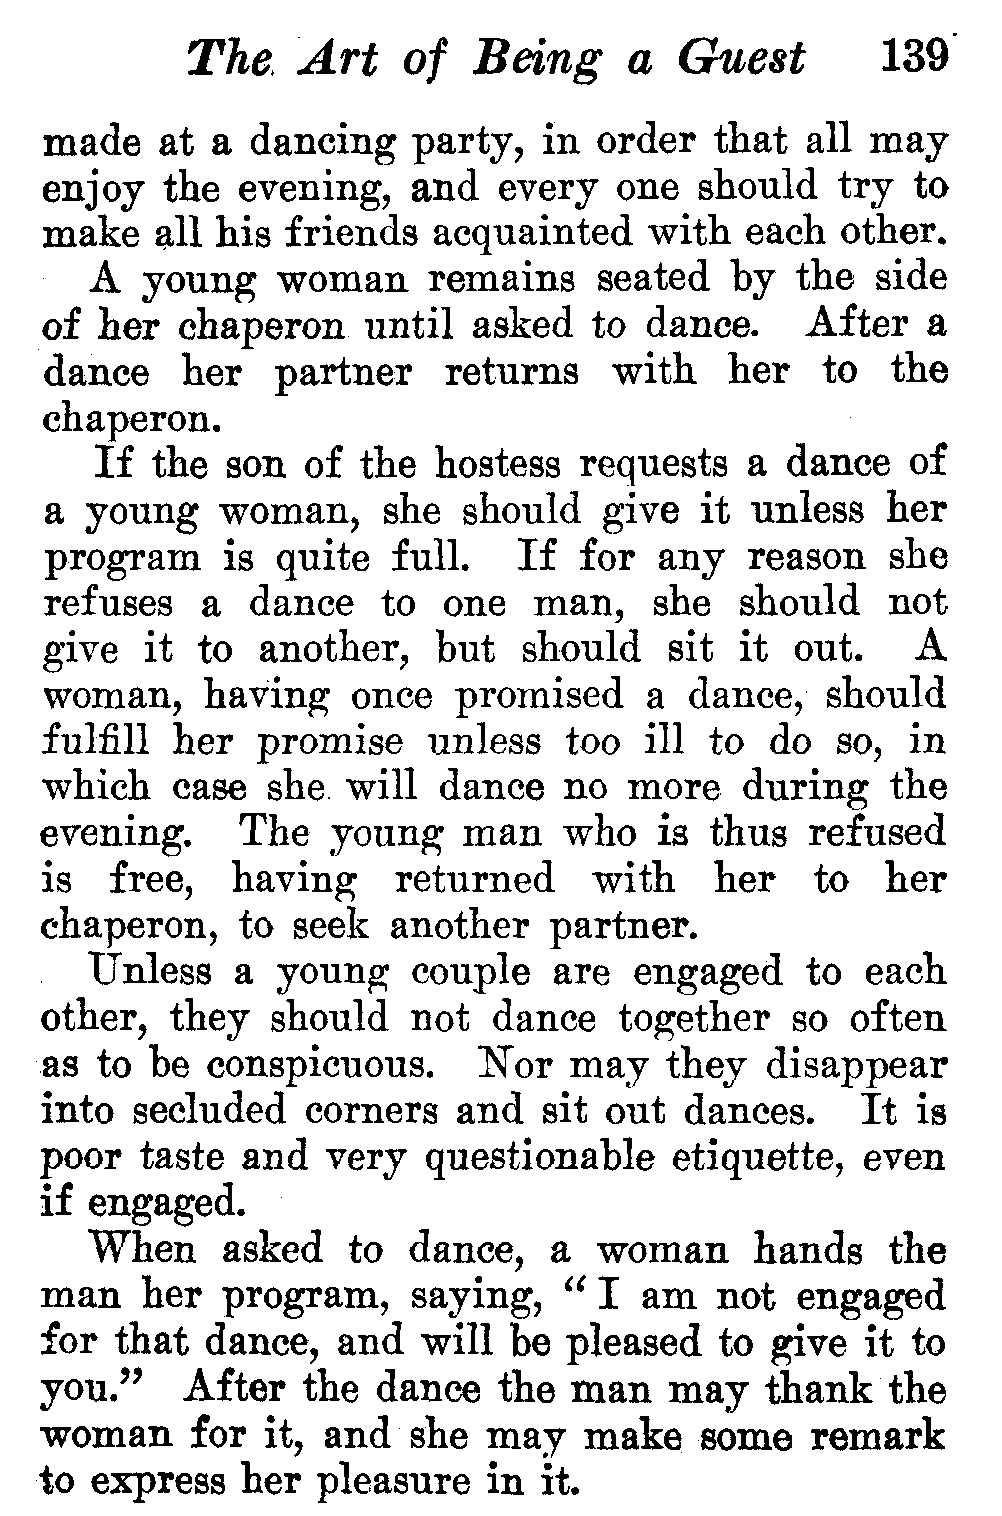 The Art of Being a Guest 139
made at a dancing party, in order that all may
enjoy the evening, and every one should try to
make all his friends acquainted with each other.
A young woman remains seated by the side
of her chaperon until asked to dance. After a
dance her partner returns with her to the
chaperon.
If the son of the hostess requests a dance of
a young woman, she should give it unless her
program is quite full. If for any reason she
refuses a dance to one man, she should not
give it to another, but should sit it out. A
woman, having once promised a dance, should
fulfill her promise unless too ill to do so, in
which case she will dance no more during the
evening. The young man who is thus refused
is free, having returned with her to her
chaperon, to seek another partner.
Unless a young couple are engaged to each
other, they should not dance together so often
as to be conspicuous. Nor may they disappear
into secluded corners and sit out dances. It is
poor taste and very questionable etiquette, even
if engaged.
When asked to dance, a woman hands the
man her program, saying, “ I am not engaged
for that dance, and will be pleased to give it to
you.” After the dance the man may thank the
woman for it, and she may make some remark
to express her pleasure in it.